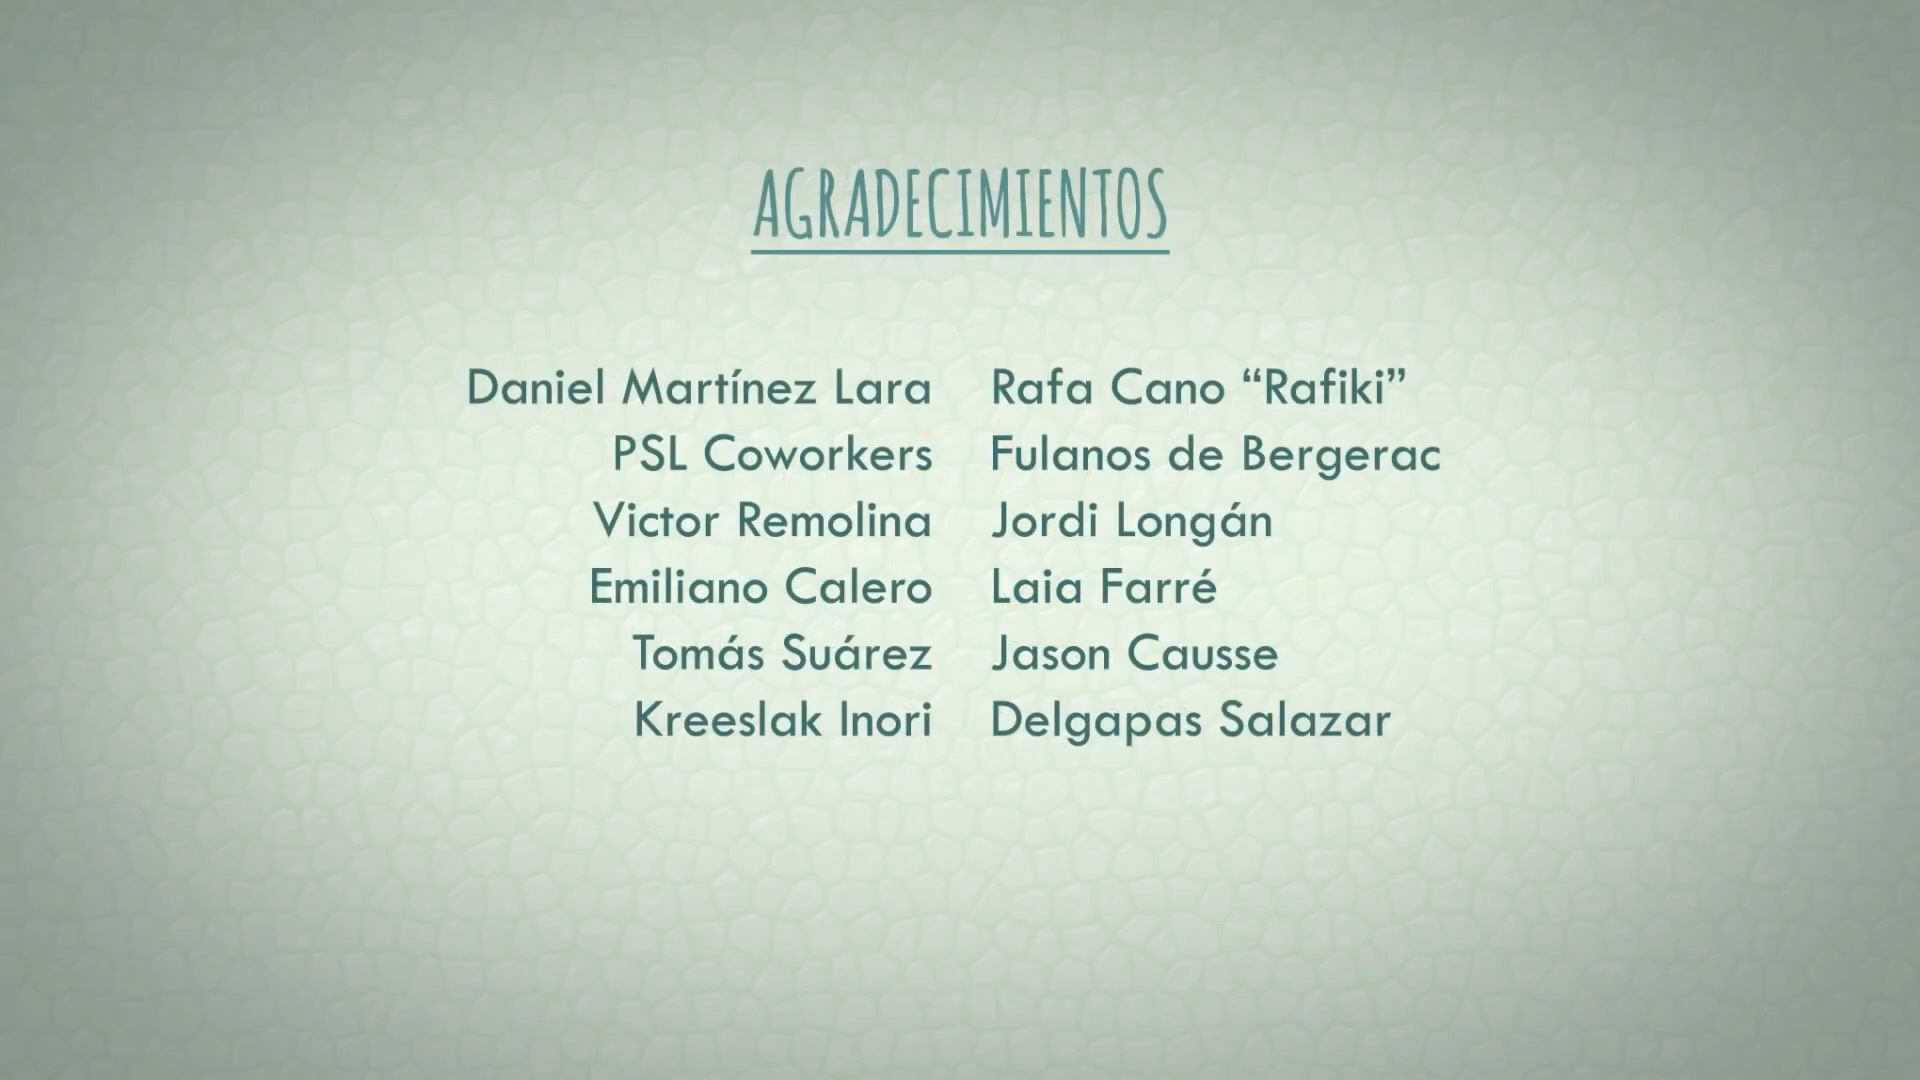 AGRADECIMIENTOS
Daniel Martínez Lara Rafa Cano “Rafiki”
PSL Coworkers Fulanos de Bergerac
Victor Remolina Jordi Longán
Emiliano Calero Laia Farré
Tomás Suárez Jason Causse
Kreeslak Inori Delgapas Salazar